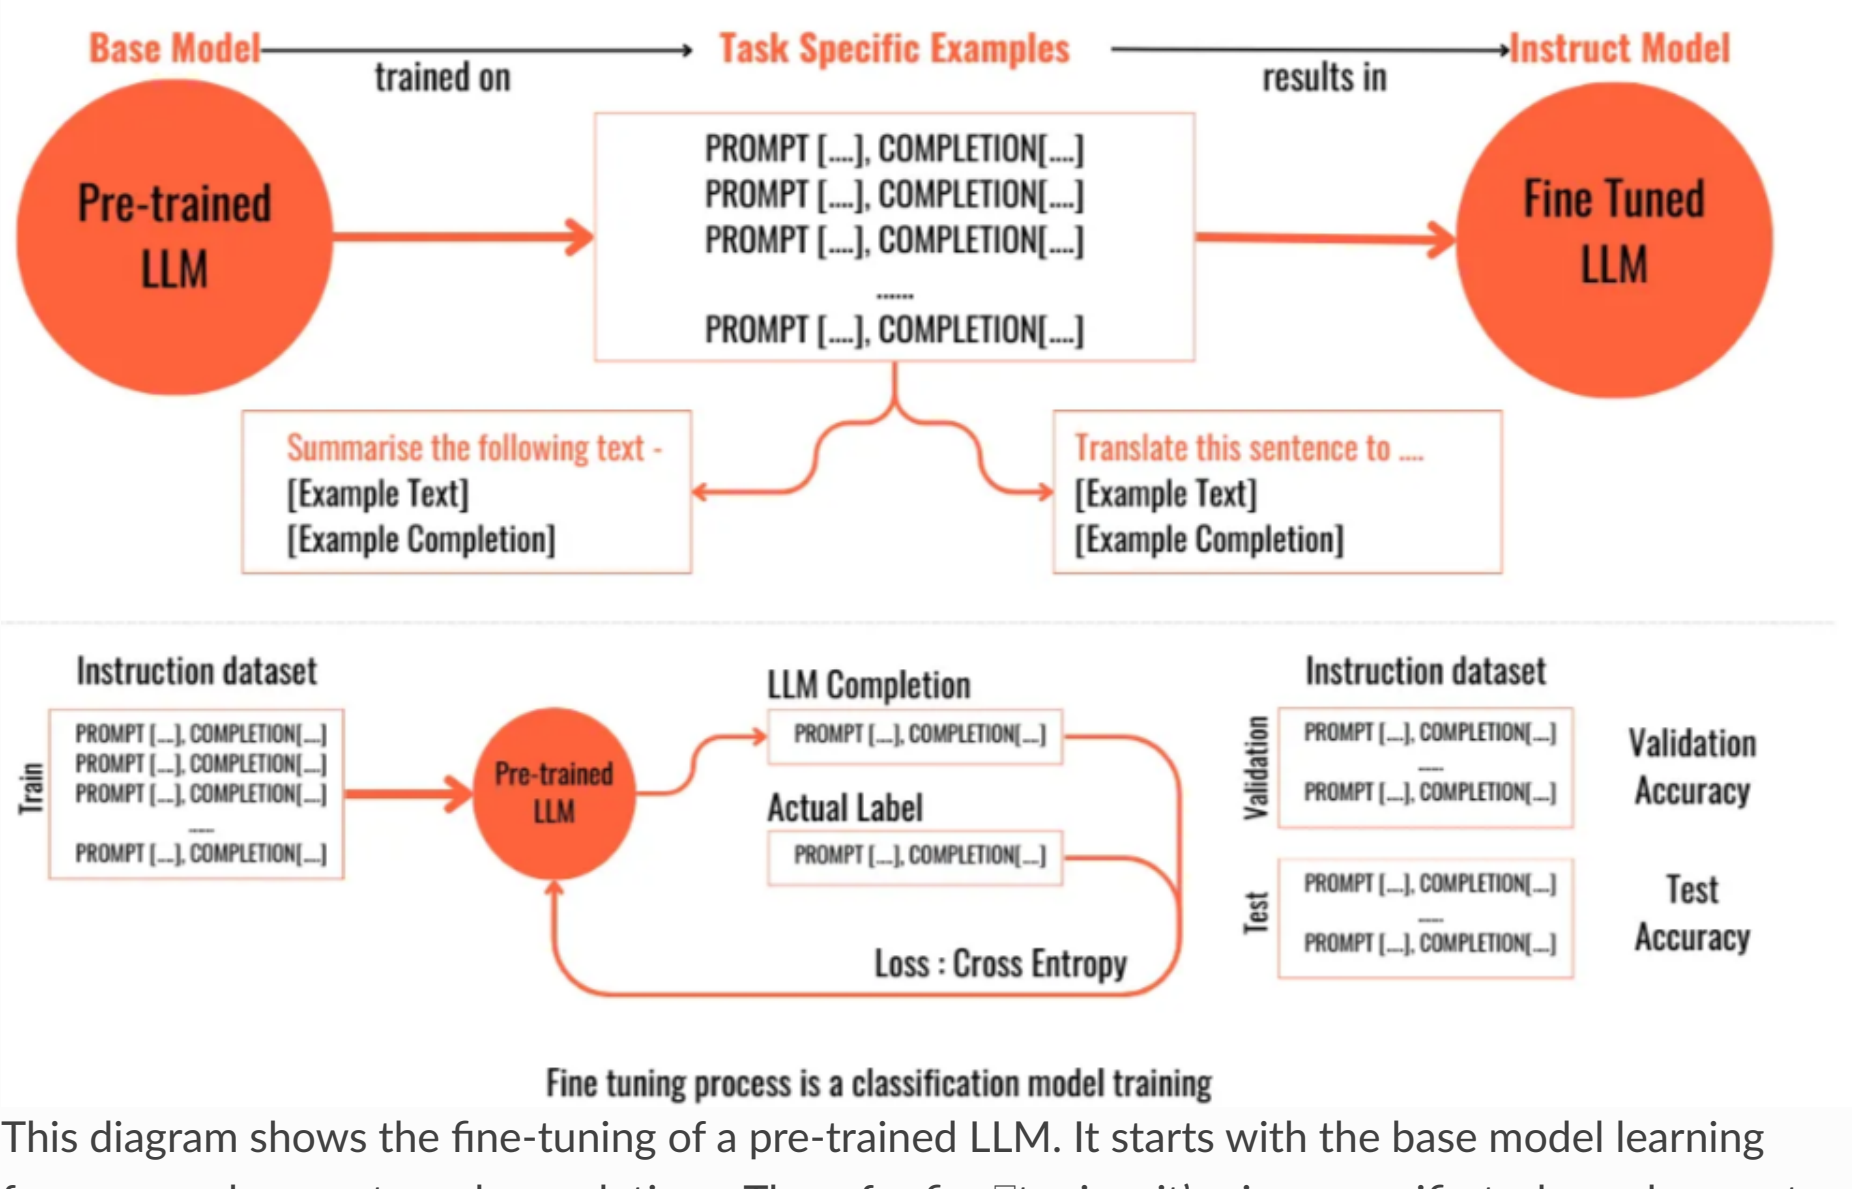 Base Model
trained on
Task Specific Examples
results in
Instruct Model
Pre-trained
LLM
PROMPT [....], COMPLETION[....]
PROMPT [....], COMPLETION[....]
PROMPT [....], COMPLETION[....]
......
PROMPT [....], COMPLETION[....]
Fine Tuned
LLM
Summarise the following text -
[Example Text]
[Example Completion]
Translate this sentence to ....
[Example Text]
[Example Completion]
Instruction dataset
Train
PROMPT [....], COMPLETION[....]
PROMPT [....], COMPLETION[....]
PROMPT [....], COMPLETION[....]
......
PROMPT [....], COMPLETION[....]
Pre-trained
LLM
LLM Completion
PROMPT [....], COMPLETION[....]
Actual Label
PROMPT [....], COMPLETION[....]
Loss : Cross Entropy
Instruction dataset
Validation
PROMPT [....], COMPLETION[....]
.....
PROMPT [....], COMPLETION[....]
Validation
Accuracy
Test
PROMPT [....], COMPLETION[....]
.....
PROMPT [....], COMPLETION[....]
Test
Accuracy
Fine tuning process is a classification model training
This diagram shows the fine-tuning of a pre-trained LLM. It starts with the base model learning